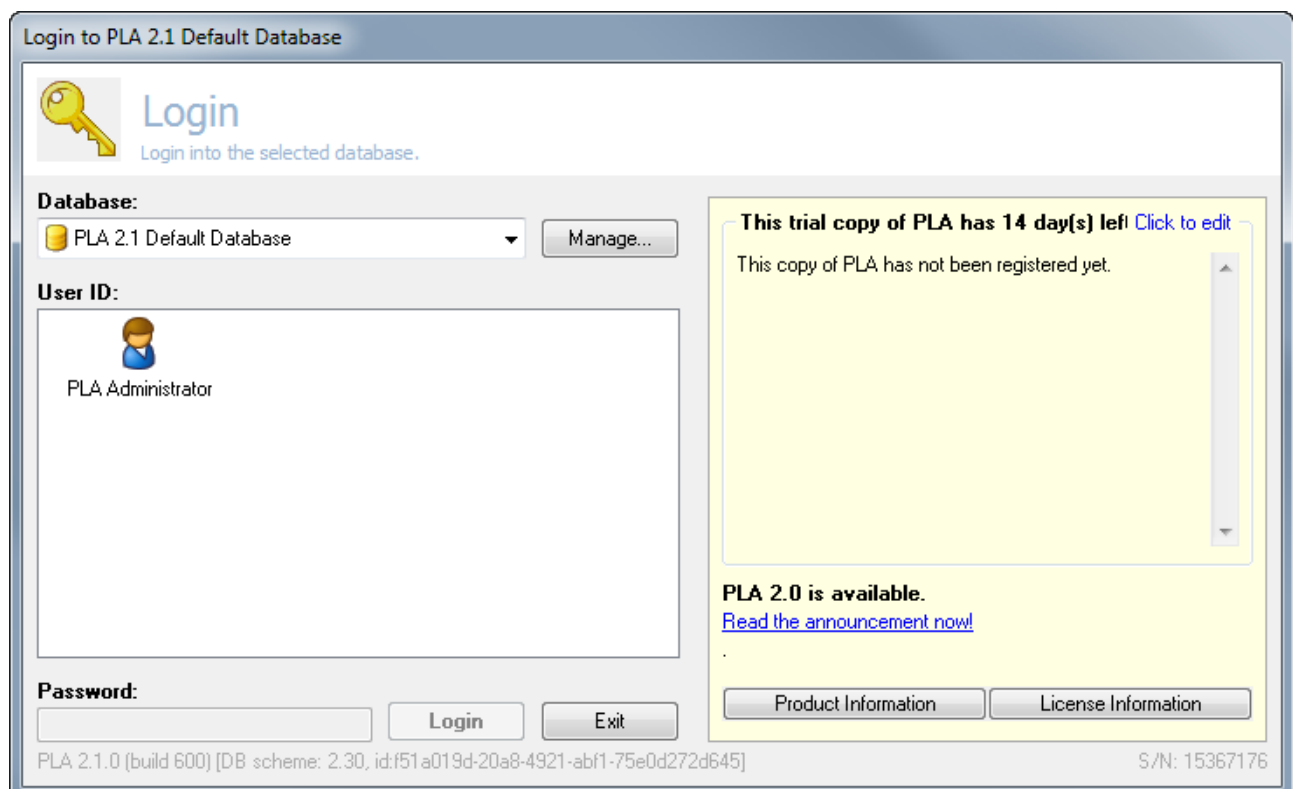 Login to PLA 2.1 Default Database
Login
Login into the selected database.
Database:
PLA 2.1 Default Database
Manage...
User ID:
PLA Administrator
Password:
Login
Exit
This trial copy of PLA has 14 day(s) lef Click to edit
This copy of PLA has not been registered yet.
PLA 2.0 is available.
Read the announcement now!
.
Product Information
License Information
PLA 2.1.0 (build 600) [DB scheme: 2.30, id:f51a019d-20a8-4921-abf1-75e0d272d645]
S/N: 15367176